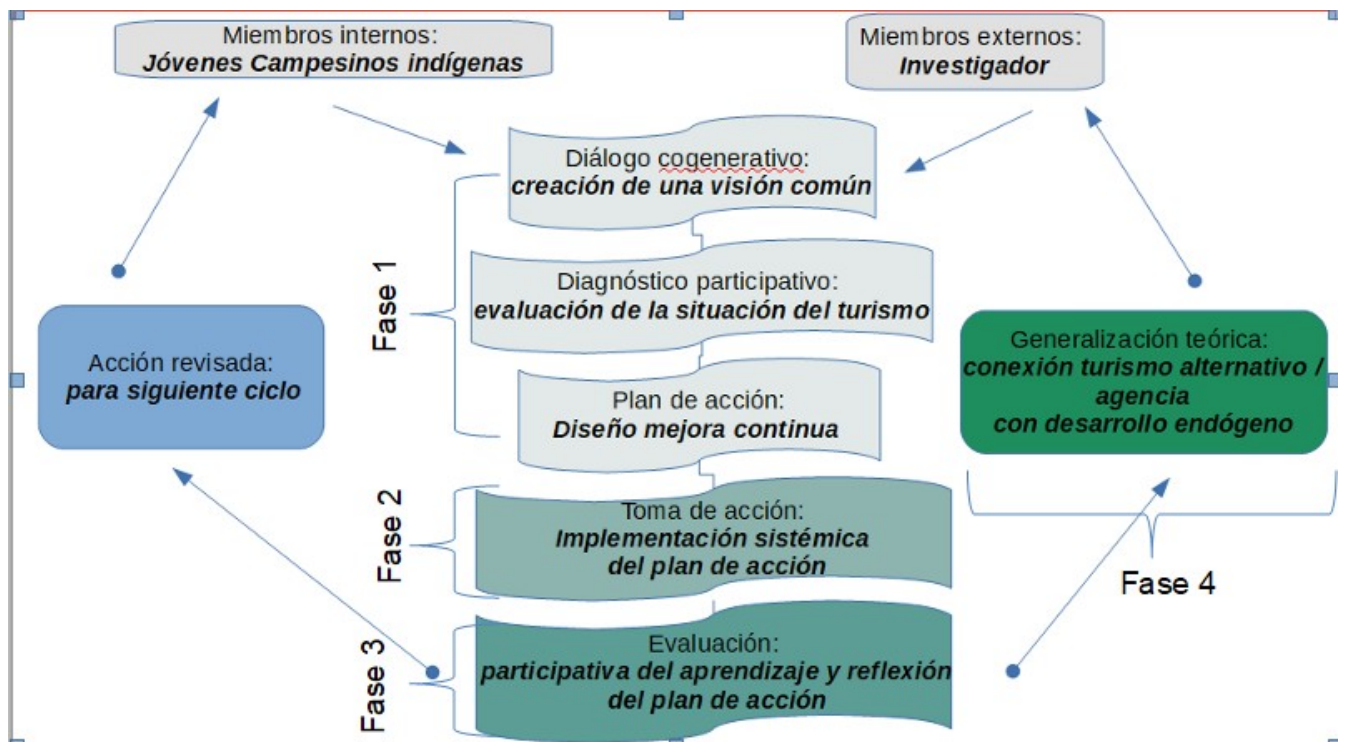 Miembros internos:
Jóvenes Campesinos indígenas
Miembros externos:
Investigador
Diálogo cogenerativo:
creación de una visión común
Fase 1
Diagnóstico participativo:
evaluación de la situación del turismo
Plan de acción:
Diseño mejora continua
Acción revisada:
para siguiente ciclo
Generalización teórica:
conexión turismo alternativo /
agencia
con desarrollo endógeno
Fase 2
Toma de acción:
Implementación sistémica
del plan de acción
Fase 4
Fase 3
Evaluación:
participativa del aprendizaje y reflexión
del plan de acción